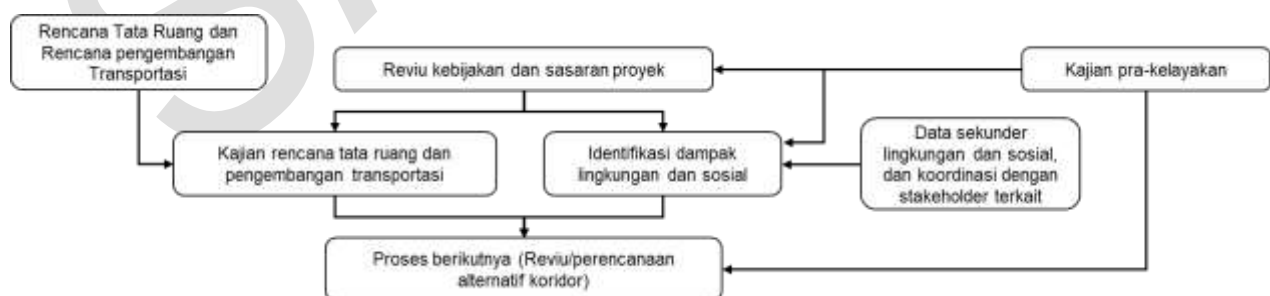 Rencana Tata Ruang dan
Rencana pengembangan
Transportasi
Reviu kebijakan dan sasaran proyek
Kajian pra-kelayakan
Kajian rencana tata ruang dan
pengembangan transportasi
Identifikasi dampak
lingkungan dan sosial
Data sekunder
lingkungan dan sosial,
dan koordinasi dengan
stakeholder terkait
Proses berikutnya (Reviu/perencanaan
alternatif koridor)